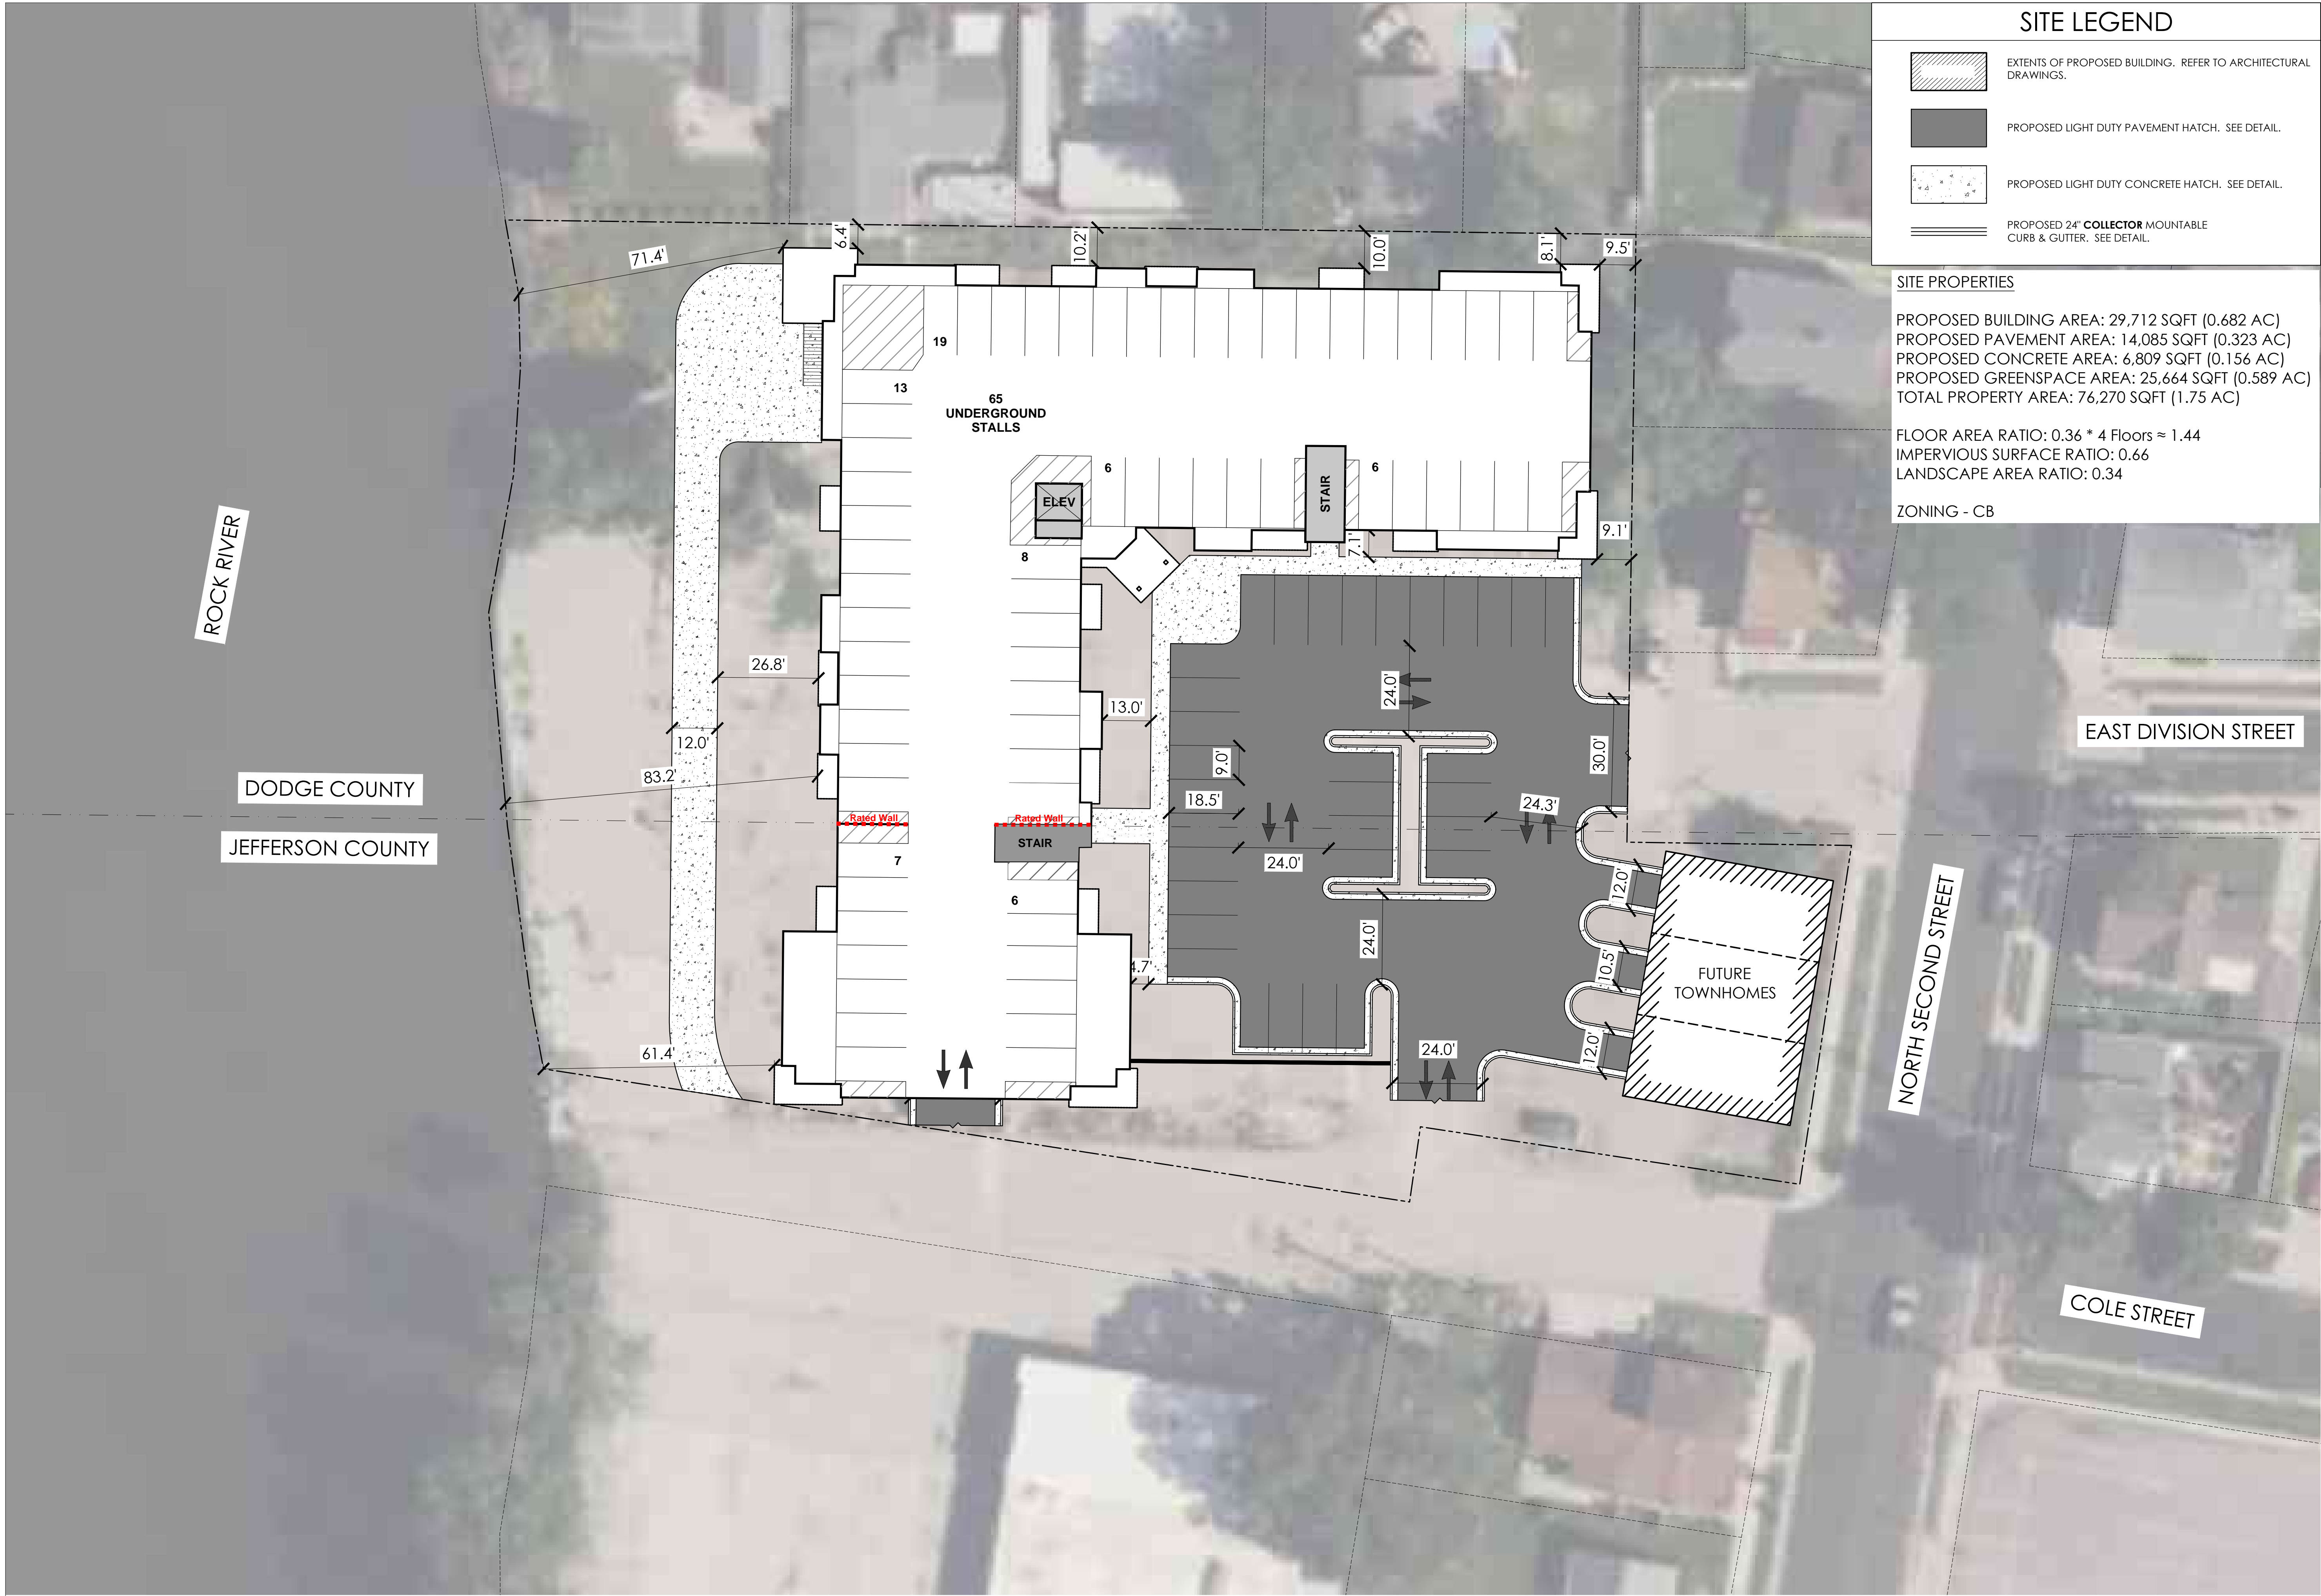 SITE LEGEND
EXTENTS OF PROPOSED BUILDING. REFER TO ARCHITECTURAL
DRAWINGS.
PROPOSED LIGHT DUTY PAVEMENT HATCH. SEE DETAIL.
PROPOSED LIGHT DUTY CONCRETE HATCH. SEE DETAIL.
PROPOSED 24" COLLECTOR MOUNTABLE
CURB & GUTTER. SEE DETAIL.
SITE PROPERTIES
PROPOSED BUILDING AREA: 29,712 SQFT (0.682 AC)
PROPOSED PAVEMENT AREA: 14,085 SQFT (0.323 AC)
PROPOSED CONCRETE AREA: 6,809 SQFT (0.156 AC)
PROPOSED GREENSPACE AREA: 25,664 SQFT (0.589 AC)
TOTAL PROPERTY AREA: 76,270 SQFT (1.75 AC)
FLOOR AREA RATIO: 0.36 * 4 Floors ≈ 1.44
IMPERVIOUS SURFACE RATIO: 0.66
LANDSCAPE AREA RATIO: 0.34
ZONING - CB
71.4'
6.4'
10.2'
10.0'
8.1'
9.5'
19
13
65
UNDERGROUND
STALLS
6
STAIR
6
ELEV
8
7.1'
9.1'
ROCK RIVER
26.8'
12.0'
83.2'
13.0'
24.0'
9.0'
18.5'
30.0'
24.3'
24.0'
EAST DIVISION STREET
DODGE COUNTY
JEFFERSON COUNTY
Rated Wall
Rated Wall
STAIR
7
6
12.0'
10.5'
12.0'
24.0'
FUTURE
TOWNHOMES
NORTH SECOND STREET
4.7'
61.4'
24.0'
COLE STREET